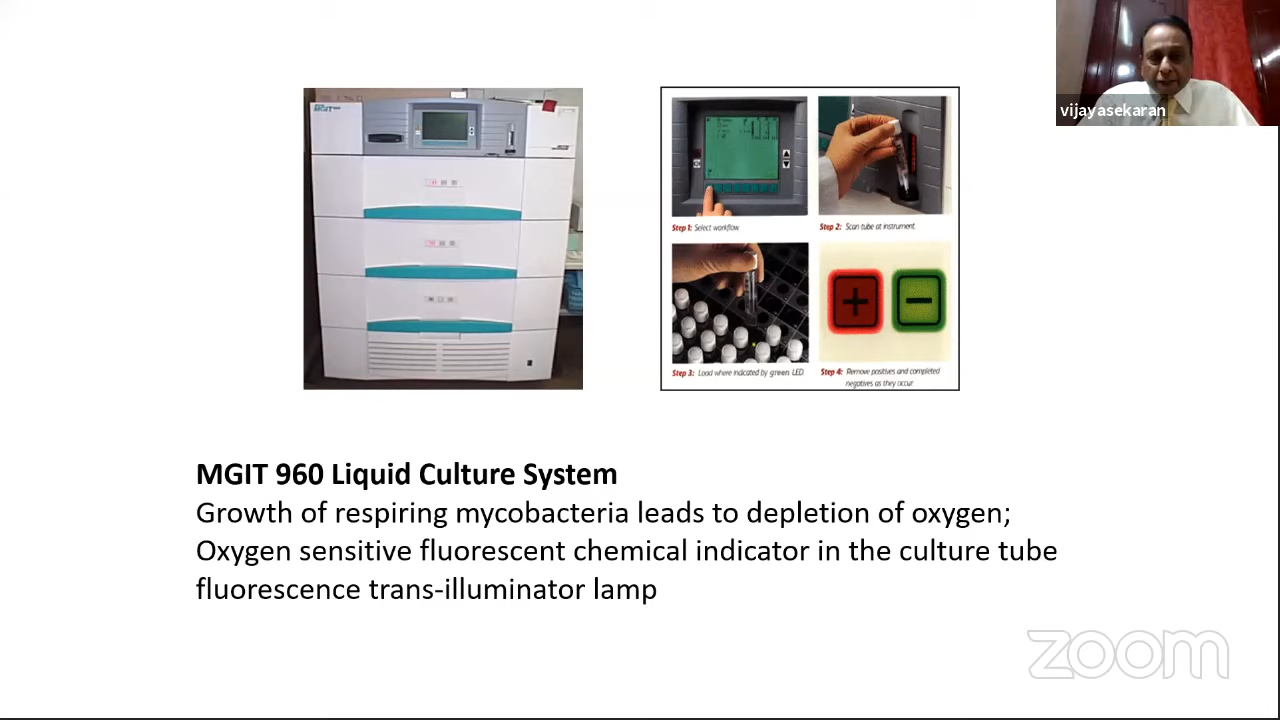 vijayasekaran
MGIT
Step 1: Select workflow.
Step 2: Scan tube at instrument.
Step 3: Load where indicated by green LED
Step 4: Remove positives and completed
negatives as they occur.
MGIT 960 Liquid Culture System
Growth of respiring mycobacteria leads to depletion of oxygen;
Oxygen sensitive fluorescent chemical indicator in the culture tube
fluorescence trans-illuminator lamp
zoom